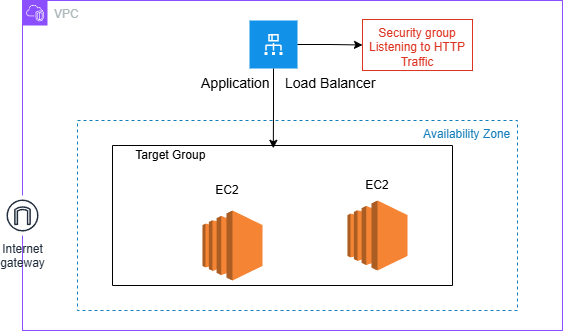 VPC
Security group
Listening to HTTP
Traffic
Application Load Balancer
Availability Zone
Target Group
EC2
EC2
Internet
gateway